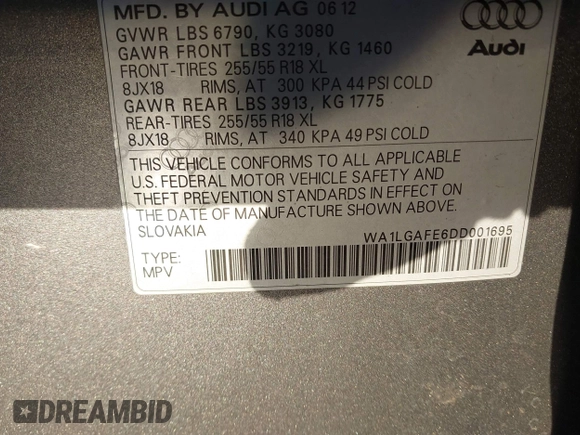 MFD. BY AUDI AG 06 12
GVWR LBS 6790, KG 3080
GAWR FRONT LBS 3219, KG 1460
FRONT-TIRES 255/55 R18 XL
8JX18 RIMS, AT 300 KPA 44 PSI COLD
GAWR REAR LBS 3913, KG 1775
REAR-TIRES 255/55 R18 XL
8JX18 RIMS, AT 340 KPA 49 PSI COLD
Audi
THIS VEHICLE CONFORMS TO ALL APPLICABLE
U.S. FEDERAL MOTOR VEHICLE SAFETY AND
THEFT PREVENTION STANDARDS IN EFFECT ON
THE DATE OF MANUFACTURE SHOWN ABOVE.
SLOVAKIA
WA1LGAFE6DD001695
TYPE:
MPV
DREAMBID